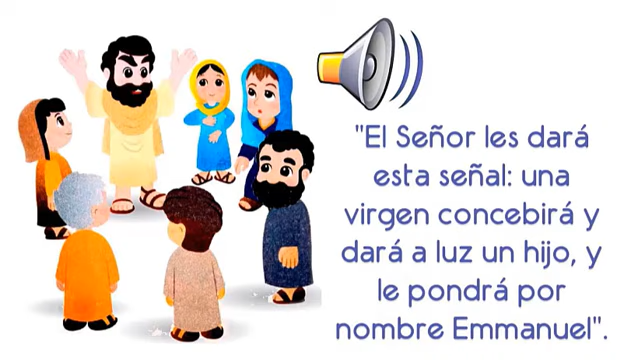 "El Señor les dará
esta señal: una
virgen concebirá y
dará a luz un hijo, y
le pondrá por
nombre Emmanuel".